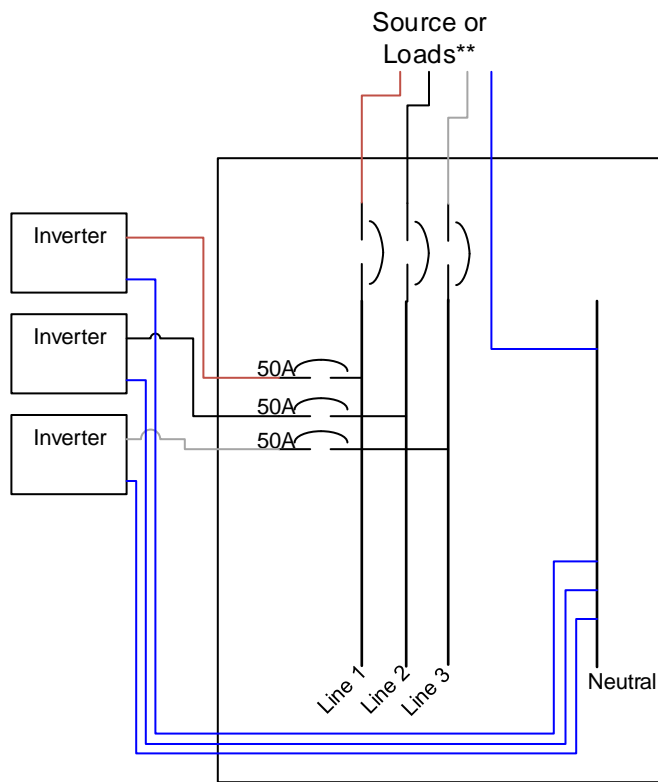 Source or
Loads**
Inverter
Inverter
Inverter
50A
50A
50A
Line 1
Line 2
Line 3
Neutral